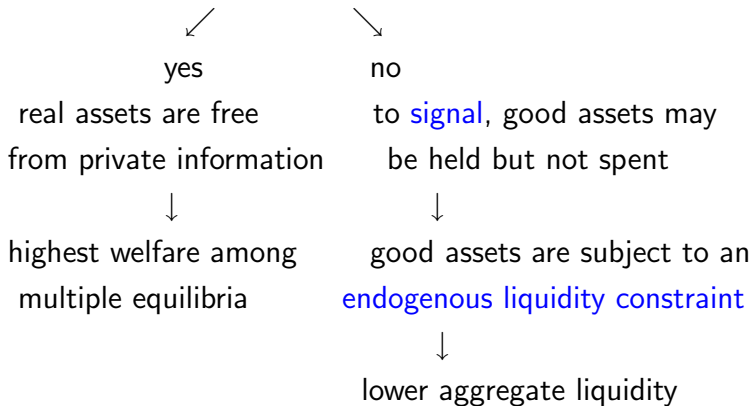 yes
no
real assets are free
from private information
to signal, good assets may
be held but not spent
highest welfare among
multiple equilibria
good assets are subject to an
endogenous liquidity constraint
lower aggregate liquidity